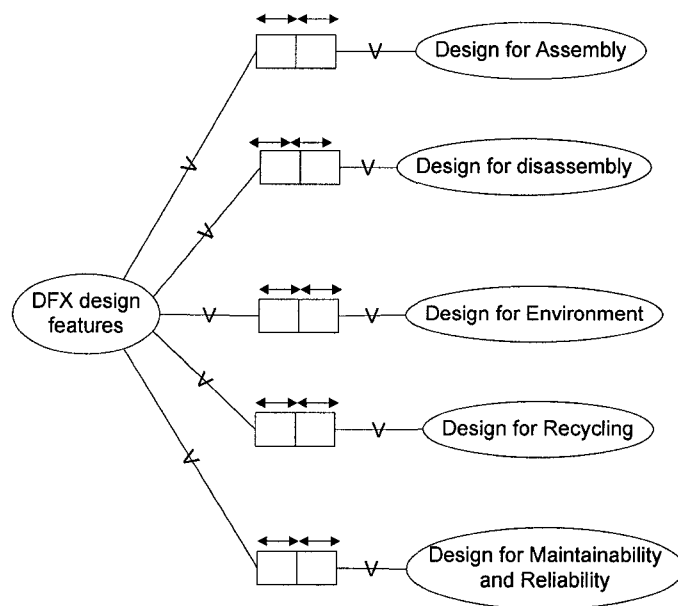 Design for Assembly
Design for disassembly
DFX design
features
Design for Environment
Design for Recycling
Design for Maintainability
and Reliability